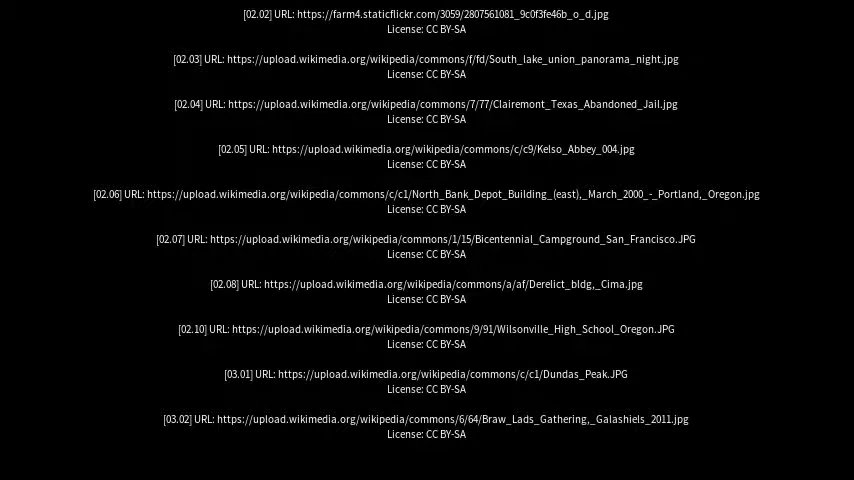 [02.02] URL: https://farm4.staticflickr.com/3059/2807561081_9c0f3fe46b_o_d.jpg
License: CC BY-SA
[02.03] URL: https://upload.wikimedia.org/wikipedia/commons/f/fd/South_lake_union_panorama_night.jpg
License: CC BY-SA
[02.04] URL: https://upload.wikimedia.org/wikipedia/commons/7/77/Clairemont_Texas_Abandoned_Jail.jpg
License: CC BY-SA
[02.05] URL: https://upload.wikimedia.org/wikipedia/commons/c/c9/Kelso_Abbey_004.jpg
License: CC BY-SA
[02.06] URL: https://upload.wikimedia.org/wikipedia/commons/c/c1/North_Bank_Depot_Building_(east),_March_2000_-_Portland,_Oregon.jpg
License: CC BY-SA
[02.07] URL: https://upload.wikimedia.org/wikipedia/commons/1/15/Bicentennial_Campground_San_Francisco.JPG
License: CC BY-SA
[02.08] URL: https://upload.wikimedia.org/wikipedia/commons/a/af/Derelict_bldg,_Cima.jpg
License: CC BY-SA
[02.10] URL: https://upload.wikimedia.org/wikipedia/commons/9/91/Wilsonville_High_School_Oregon.JPG
License: CC BY-SA
[03.01] URL: https://upload.wikimedia.org/wikipedia/commons/c/c1/Dundas_Peak.JPG
License: CC BY-SA
[03.02] URL: https://upload.wikimedia.org/wikipedia/commons/6/64/Braw_Lads_Gathering,_Galashiels_2011.jpg
License: CC BY-SA